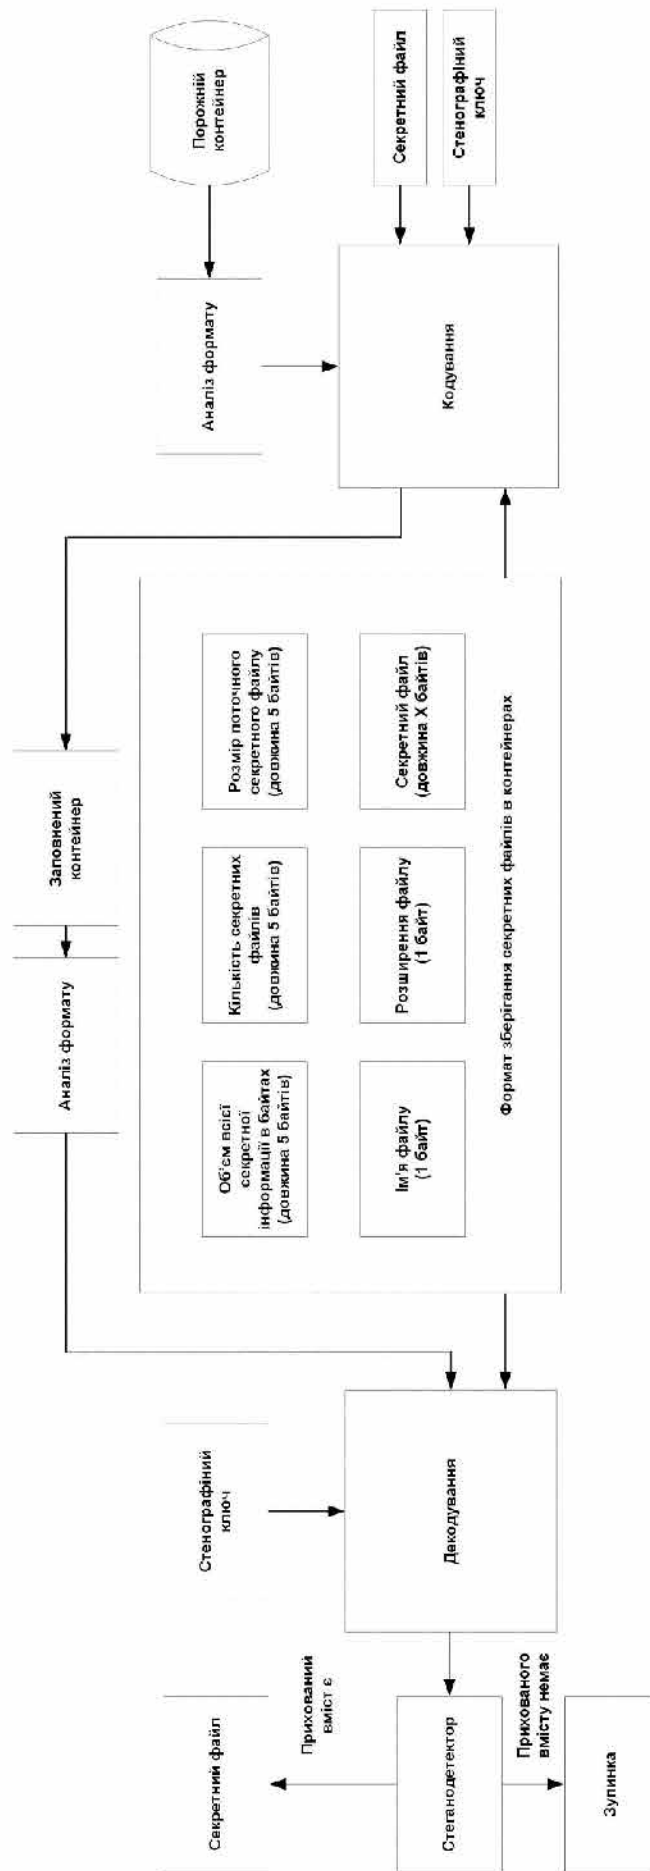 Аналіз формату
Заповнений
контейнер
Секретний файл
Стенографіний
ключ
Об'єм всієї
секретної
інформації в байтах
(довжина 5 байтів)
Кількість секретних
файлів
(довжина 5 байтів)
Розмір поточного
секретного файлу
(довжина 5 байтів)
Аналіз формату
Порожній
контейнер
Прихований
вміст є
Стеганодетектор
Декодування
Ім'я файлу
(1 байт)
Розширення файлу
(1 байт)
Секретний файл
(довжина X байтів)
Кодування
Секретний файл
Стенографіний
ключ
Прихованого
вмісту немає
Формат зберігання секретних файлів в контейнерах
Зупинка